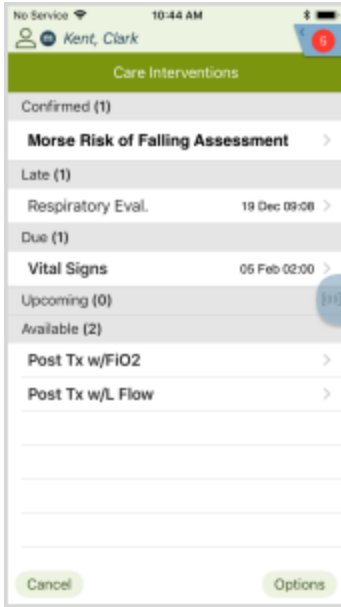 No Service 10:44 AM
Kent, Clark 6
Care Interventions
Confirmed (1)
Morse Risk of Falling Assessment
Late (1)
Respiratory Eval. 19 Dec 09:08
Due (1)
Vital Signs 05 Feb 02:00
Upcoming (0)
Available (2)
Post Tx w/FiO2
Post Tx w/L Flow
Cancel Options